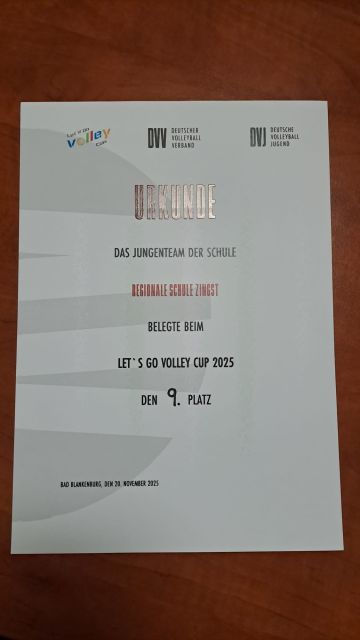 Let's go
volley
Cup
DVV DEUTSCHER
VOLLEYBALL
VERBAND
DVJ DEUTSCHE
VOLLEYBALL
JUGEND
URKUNDE
DAS JUNGENTEAM DER SCHULE
REGIONALE SCHULE ZINGST
BELEGTE BEIM
LET`S GO VOLLEY CUP 2025
DEN 9. PLATZ
BAD BLANKENBURG, DEN 20. NOVEMBER 2025